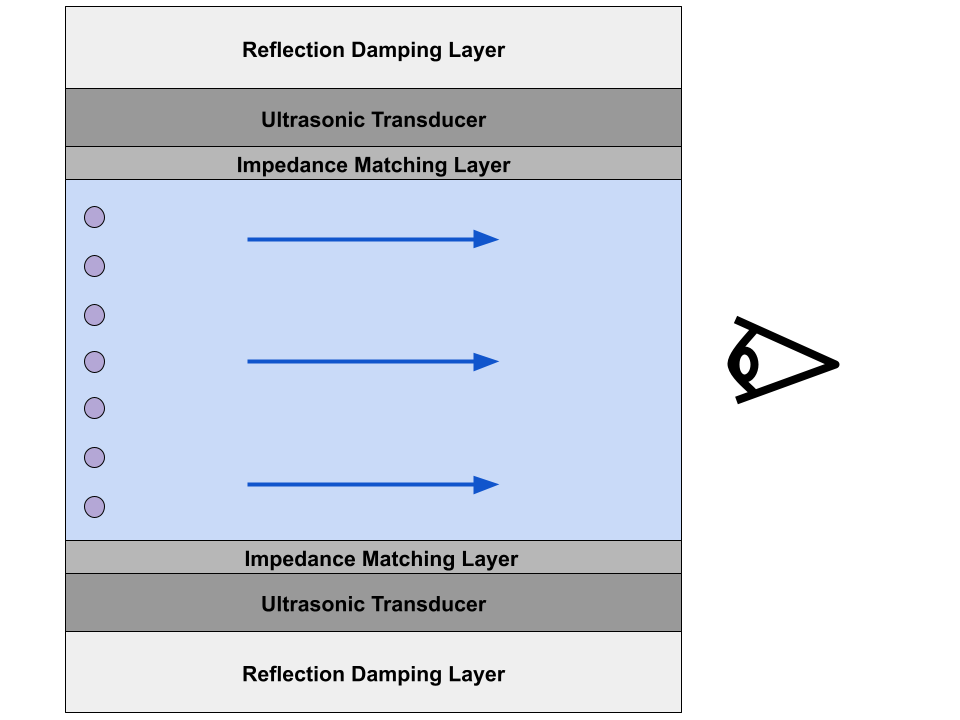 Reflection Damping Layer
Ultrasonic Transducer
Impedance Matching Layer
Impedance Matching Layer
Ultrasonic Transducer
Reflection Damping Layer